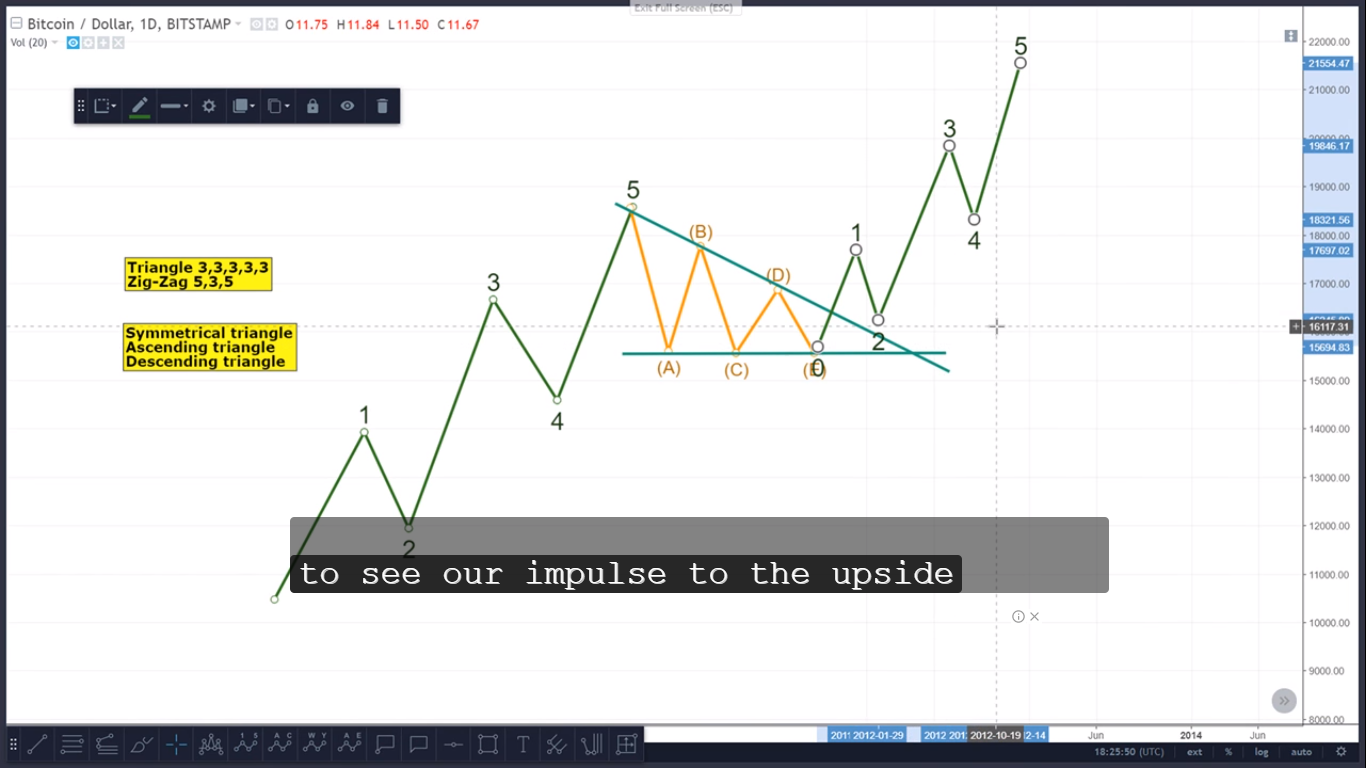 Exit Full Screen (ESC)
Bitcoin / Dollar, 1D, BITSTAMP O11.75 H11.84 L11.50 C11.67
Vol (20)
22000.00
21554.47
21000.00
19846.17
19000.00
18321.56
18000.00
17697.02
17000.00
16117.31
15694.83
15000.00
14000.00
13000.00
12000.00
11000.00
10000.00
9000.00
8000.00
5
3
4
1
2
0
5
(B)
(D)
(A)
(C)
(E)
3
4
1
2
Triangle 3,3,3,3,3
Zig-Zag 5,3,5
Symmetrical triangle
Ascending triangle
Descending triangle
to see our impulse to the upside
1 5
A C
W Y
A E
T
2012-01-29 2012 2012-10-19 Jun 2014 Jun
18:25:50 (UTC) ext % log auto